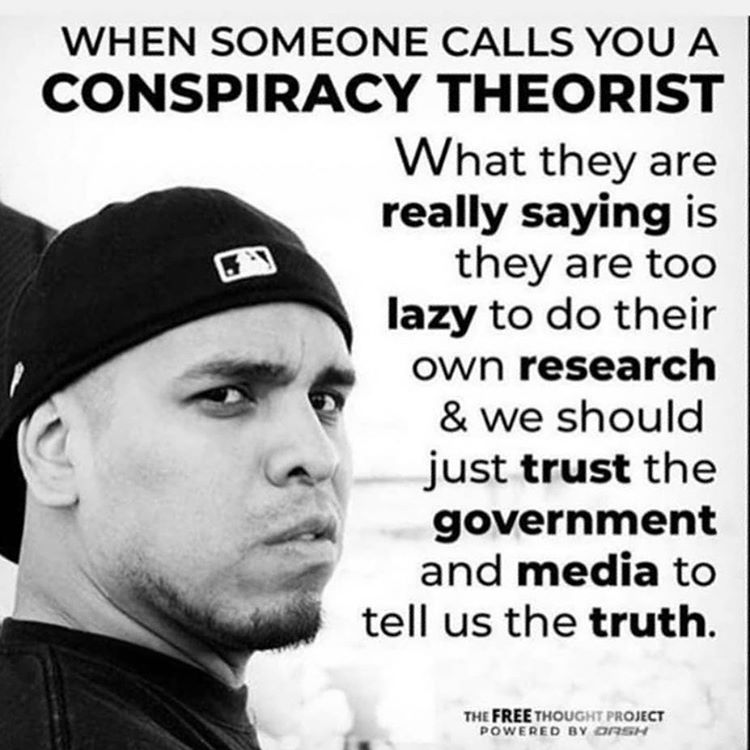 WHEN SOMEONE CALLS YOU A
CONSPIRACY THEORIST
What they are
really saying is
they are too
lazy to do their
own research
& we should
just trust the
government
and media to
tell us the truth.
THE FREE THOUGHT PROJECT
POWERED BY DASH